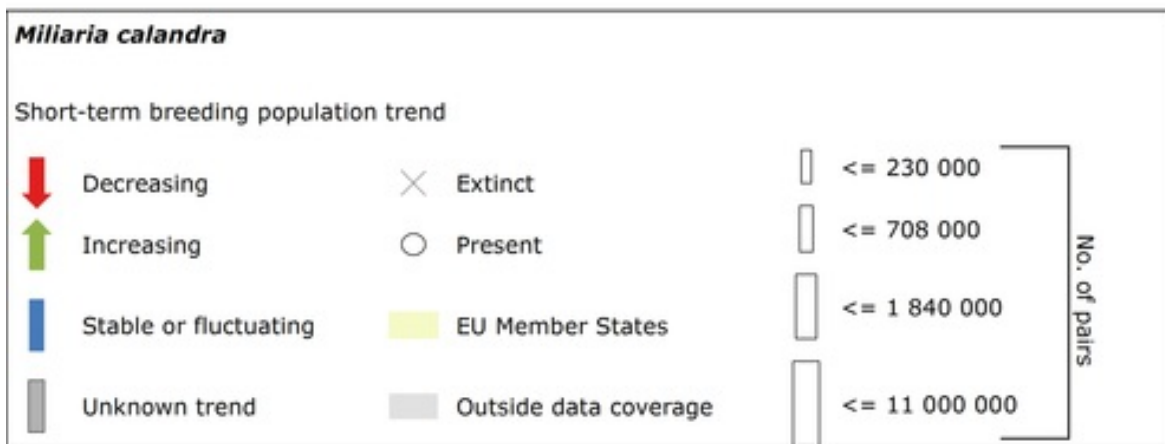 Miliaria calandra
Short-term breeding population trend
Decreasing
Increasing
Stable or fluctuating
Unknown trend
Extinct
Present
EU Member States
Outside data coverage
<= 230 000
<= 708 000
<= 1 840 000
<= 11 000 000
No. of pairs